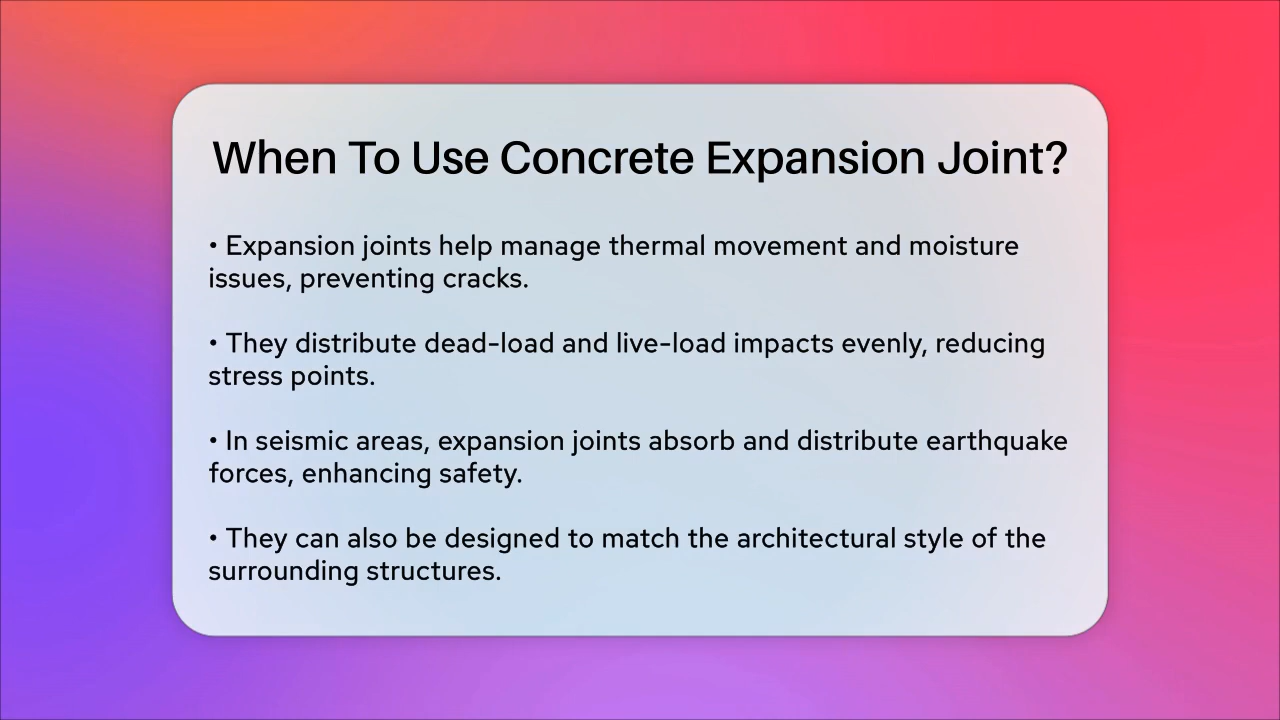 When To Use Concrete Expansion Joint?
• Expansion joints help manage thermal movement and moisture
issues, preventing cracks.
• They distribute dead-load and live-load impacts evenly, reducing
stress points.
• In seismic areas, expansion joints absorb and distribute earthquake
forces, enhancing safety.
• They can also be designed to match the architectural style of the
surrounding structures.